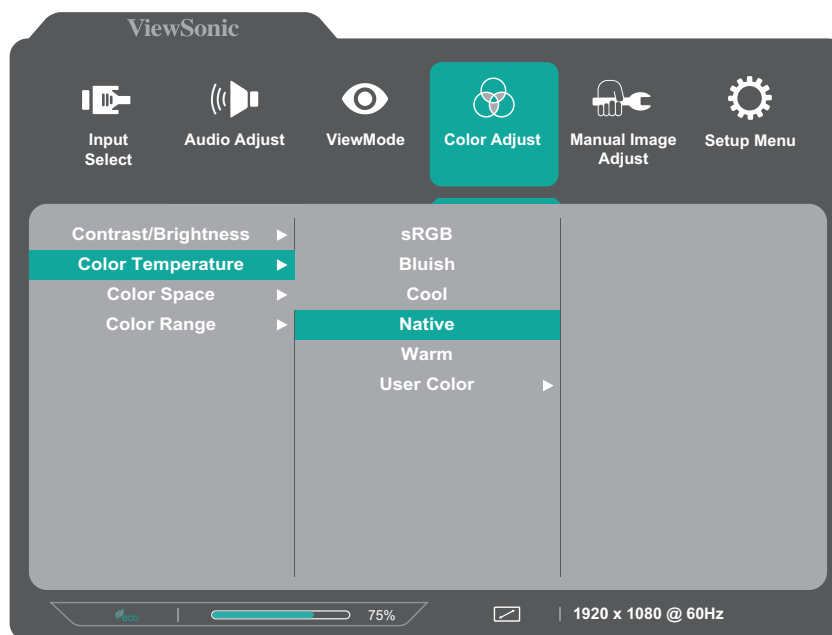 ViewSonic
Input Select
Audio Adjust
ViewMode
Color Adjust
Manual Image Adjust
Setup Menu
Contrast/Brightness
Color Temperature
Color Space
Color Range
sRGB
Bluish
Cool
Native
Warm
User Color
eco
75%
1920 x 1080 @ 60Hz